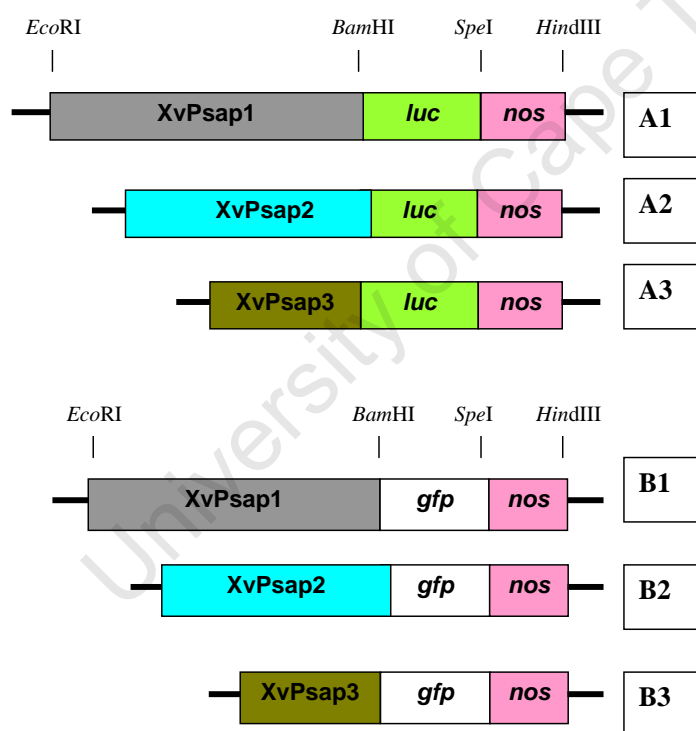 EcoRI BamHI SpeI HindIII
XvPsap1 luc nos A1
XvPsap2 luc nos A2
XvPsap3 luc nos A3
EcoRI BamHI SpeI HindIII
XvPsap1 gfp nos B1
XvPsap2 gfp nos B2
XvPsap3 gfp nos B3
University of Cape T